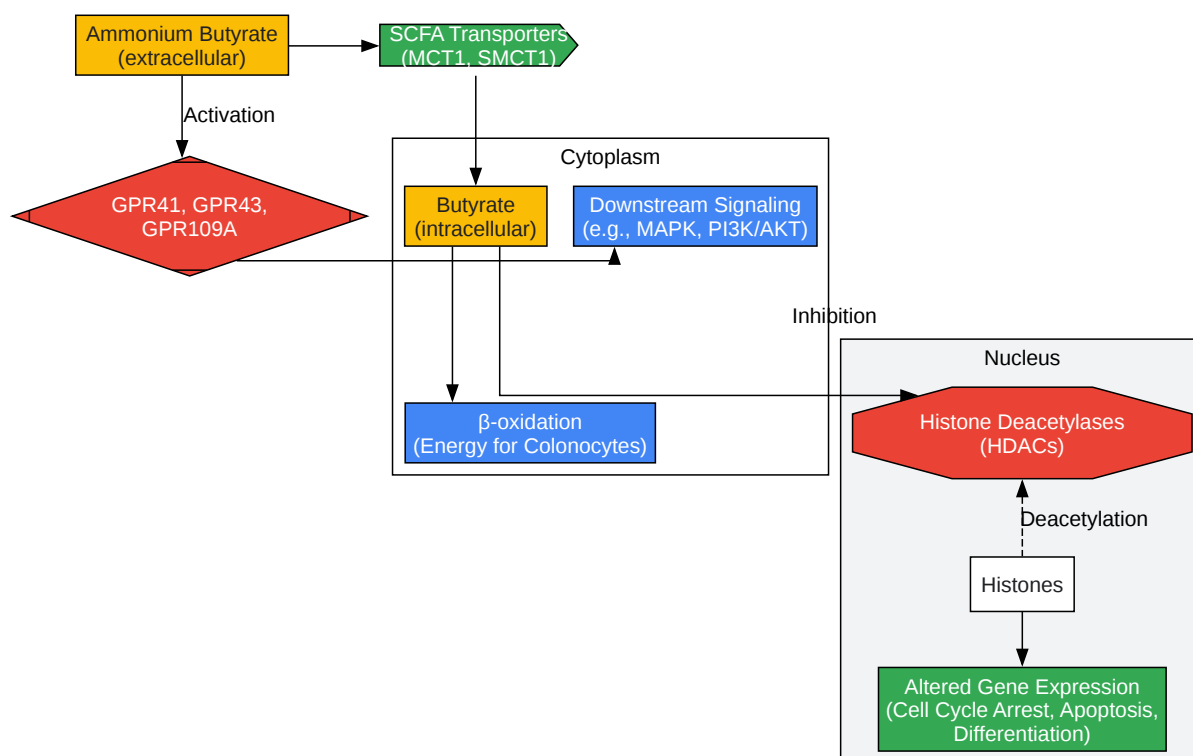 Ammonium Butyrate
(extracellular)
SCFA Transporters
(MCT1, SMCT1)
Activation
Cytoplasm
GPR41, GPR43,
GPR109A
Butyrate
(intracellular)
Downstream Signaling
(e.g., MAPK, PI3K/AKT)
Inhibition
Nucleus
β-oxidation
(Energy for Colonocytes)
Histone Deacetylases
(HDACs)
Deacetylation
Histones
Altered Gene Expression
(Cell Cycle Arrest, Apoptosis,
Differentiation)